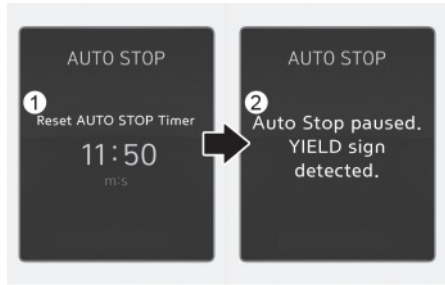 AUTO STOP
1
Reset AUTO STOP Timer
11:50
m:s
AUTO STOP
2
Auto Stop paused.
YIELD sign
detected.